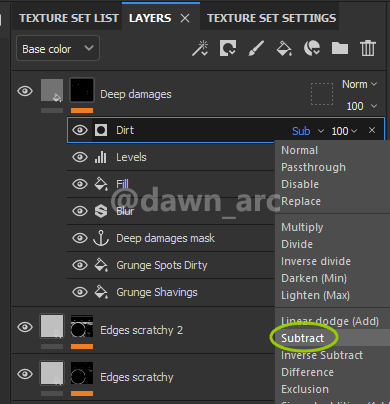 TEXTURE SET LIST LAYERS × TEXTURE SET SETTINGS
Base color
Deep damages Norm
100
Dirt Sub 100 ×
Levels
Fill
Blur
Deep damages mask
Grunge Spots Dirty
Grunge Shavings
Edges scratchy 2
Edges scratchy
Normal
Passthrough
Disable
Replace
Multiply
Divide
Inverse divide
Darken (Min)
Lighten (Max)
Linear dodge (Add)
Subtract
Inverse Subtract
Difference
Exclusion
@dawn_arc